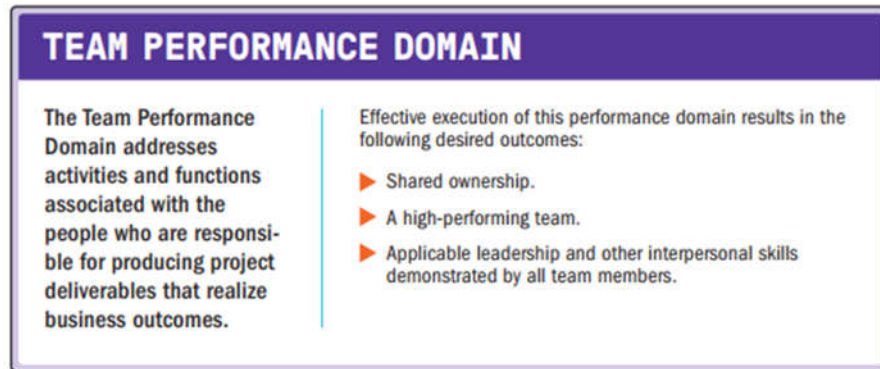 TEAM PERFORMANCE DOMAIN
The Team Performance
Domain addresses
activities and functions
associated with the
people who are responsi-
ble for producing project
deliverables that realize
business outcomes.
Effective execution of this performance domain results in the
following desired outcomes:
Shared ownership.
A high-performing team.
Applicable leadership and other interpersonal skills
demonstrated by all team members.